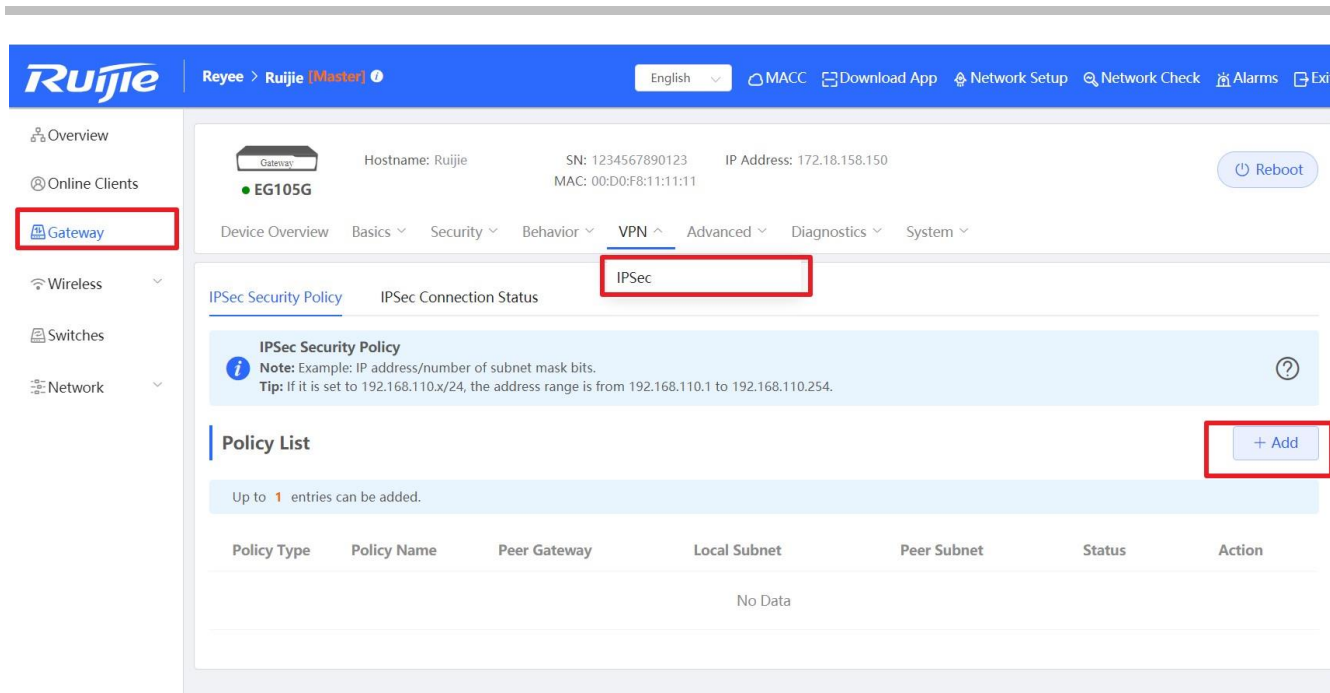 Ruijie Reyee > Ruijie [Master] English MACC Download App Network Setup Network Check Alarms Exi
Overview
Online Clients
Gateway
Wireless
Switches
Network
Gateway
EG105G
Hostname: Ruijie SN: 1234567890123 IP Address: 172.18.158.150
MAC: 00:D0:F8:11:11:11
Reboot
Device Overview Basics Security Behavior VPN Advanced Diagnostics System
IPSec
IPSec Security Policy IPSec Connection Status
IPSec Security Policy
Note: Example: IP address/number of subnet mask bits.
Tip: If it is set to 192.168.110.x/24, the address range is from 192.168.110.1 to 192.168.110.254.
Policy List
+ Add
Up to 1 entries can be added.
Policy Type Policy Name Peer Gateway Local Subnet Peer Subnet Status Action
No Data